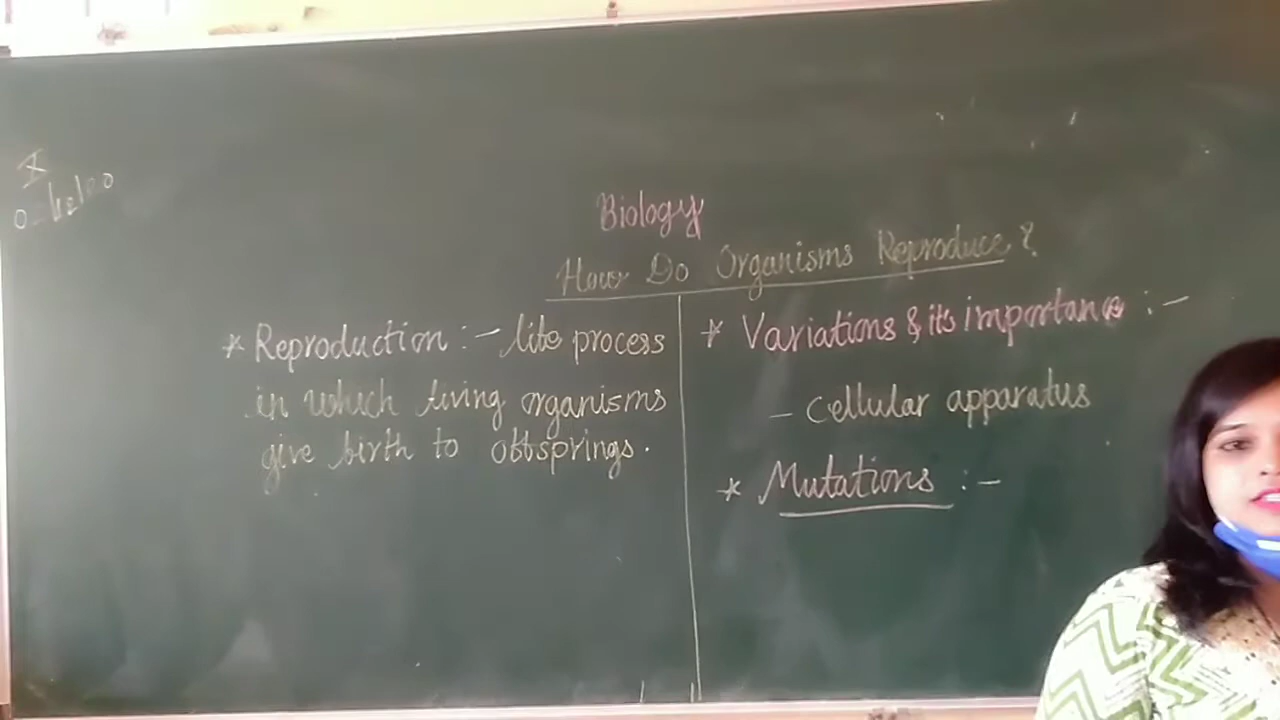 X
Biology
How Do Organisms Reproduce?
* Reproduction :- life process
in which living organisms
give birth to offsprings.
* Variations & its importance :-
- cellular apparatus
* Mutations :-